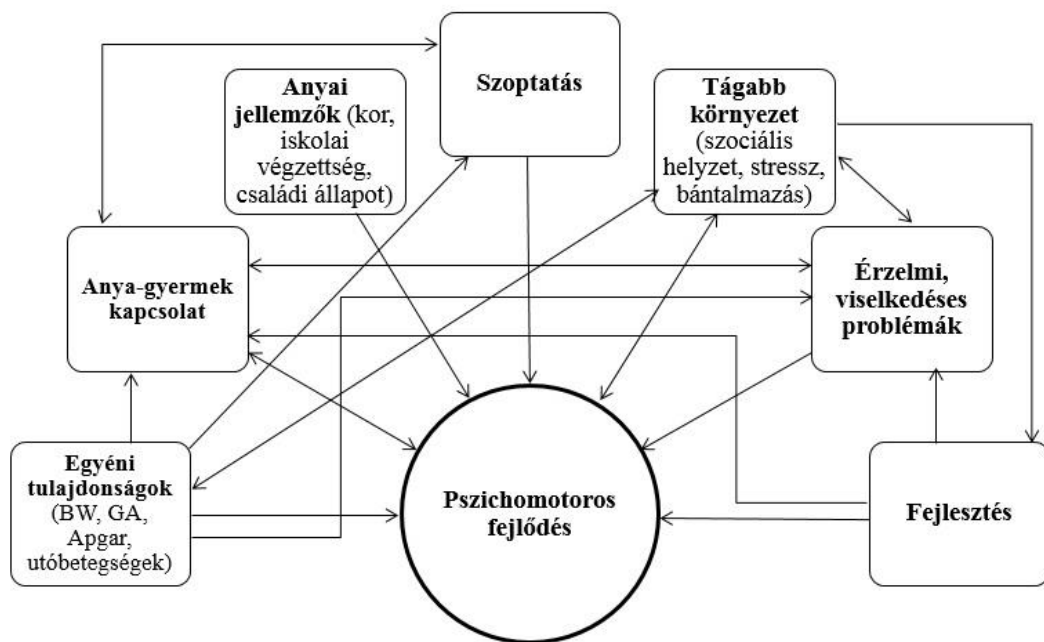 Szoptatás
Anyai
jellemzők (kor,
iskolai
végzettség,
családi állapot)
Tágabb
környezet
(szociális
helyzet, stressz,
bántalmazás)
Anya-gyermek
kapcsolat
Érzelmi,
viselkedéses
problémák
Egyéni
tulajdonságok
(BW, GA,
Apgar,
utóbetegségek)
Pszichomotoros
fejlődés
Fejlesztés